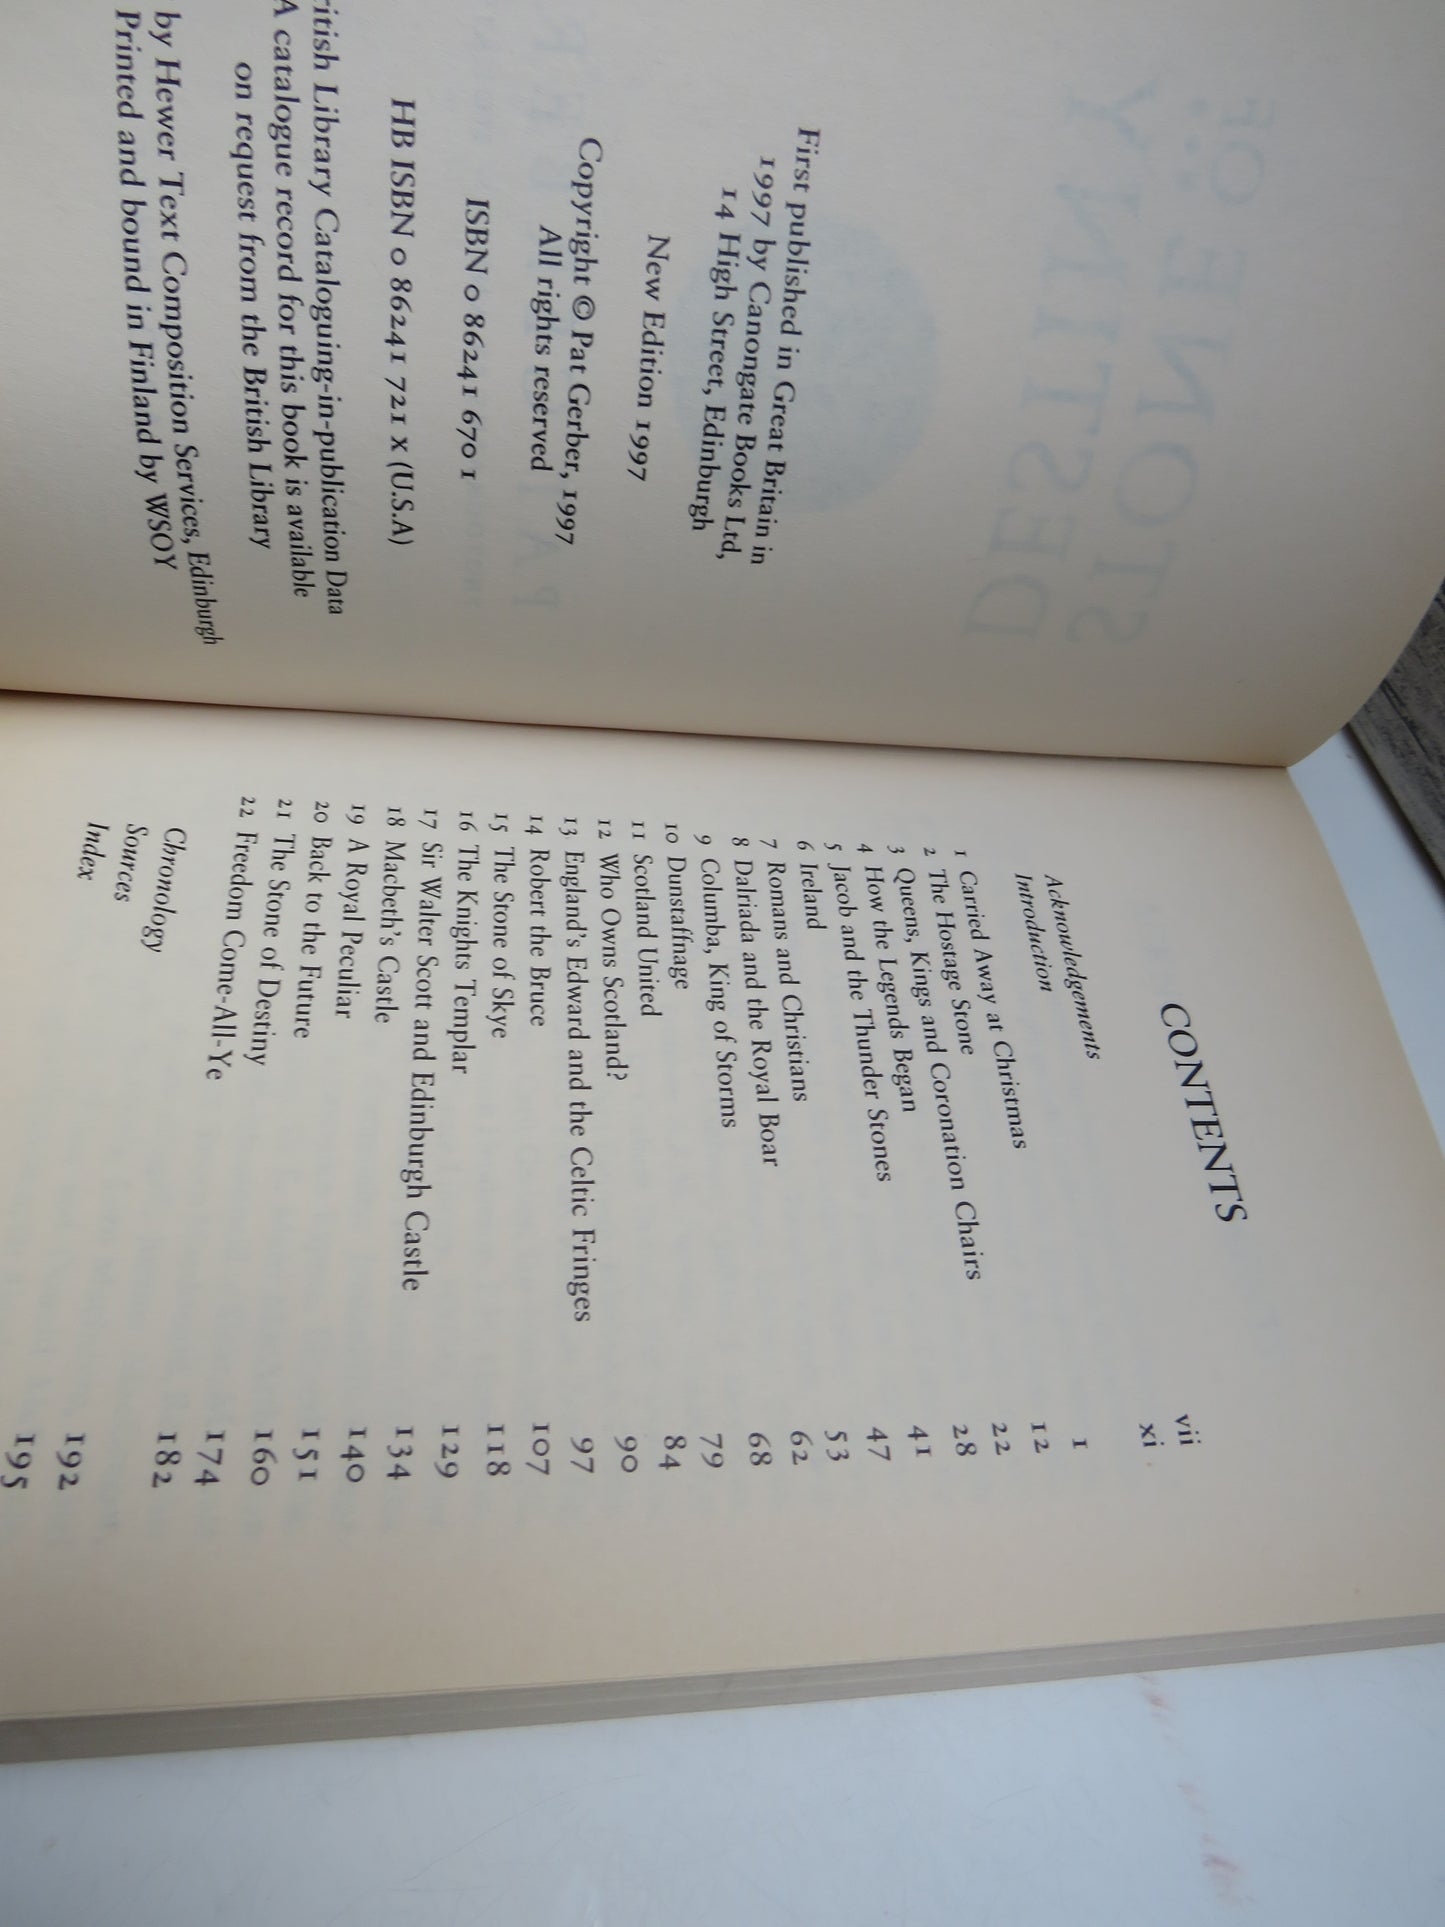 First published in Great Britain in
1997 by Canongate Books Ltd,
14 High Street, Edinburgh
New Edition 1997
Copyright © Pat Gerber, 1997
All rights reserved
ISBN 0 86241 670 1
HB ISBN 0 86241 721 X (U.S.A)
ritish Library Cataloguing-in-publication Data
A catalogue record for this book is available
on request from the British Library
by Hewer Text Composition Services, Edinburgh
Printed and bound in Finland by WSOY
CONTENTS
Acknowledgements vii
Introduction xi
1 Carried Away at Christmas 1
2 The Hostage Stone 12
3 Queens, Kings and Coronation Chairs 22
4 How the Legends Began 28
5 Jacob and the Thunder Stones 41
6 Ireland 47
7 Romans and Christians 53
8 Dalriada and the Royal Boar 62
9 Columba, King of Storms 68
10 Dunstaffnage 79
11 Scotland United 84
12 Who Owns Scotland? 90
13 England's Edward and the Celtic Fringes 97
14 Robert the Bruce 107
15 The Stone of Skye 118
16 The Knights Templar 129
17 Sir Walter Scott and Edinburgh Castle 134
18 Macbeth's Castle 140
19 A Royal Peculiar 151
20 Back to the Future 160
21 The Stone of Destiny 174
22 Freedom Come-All-Ye 182
Chronology 192
Sources 195
Index